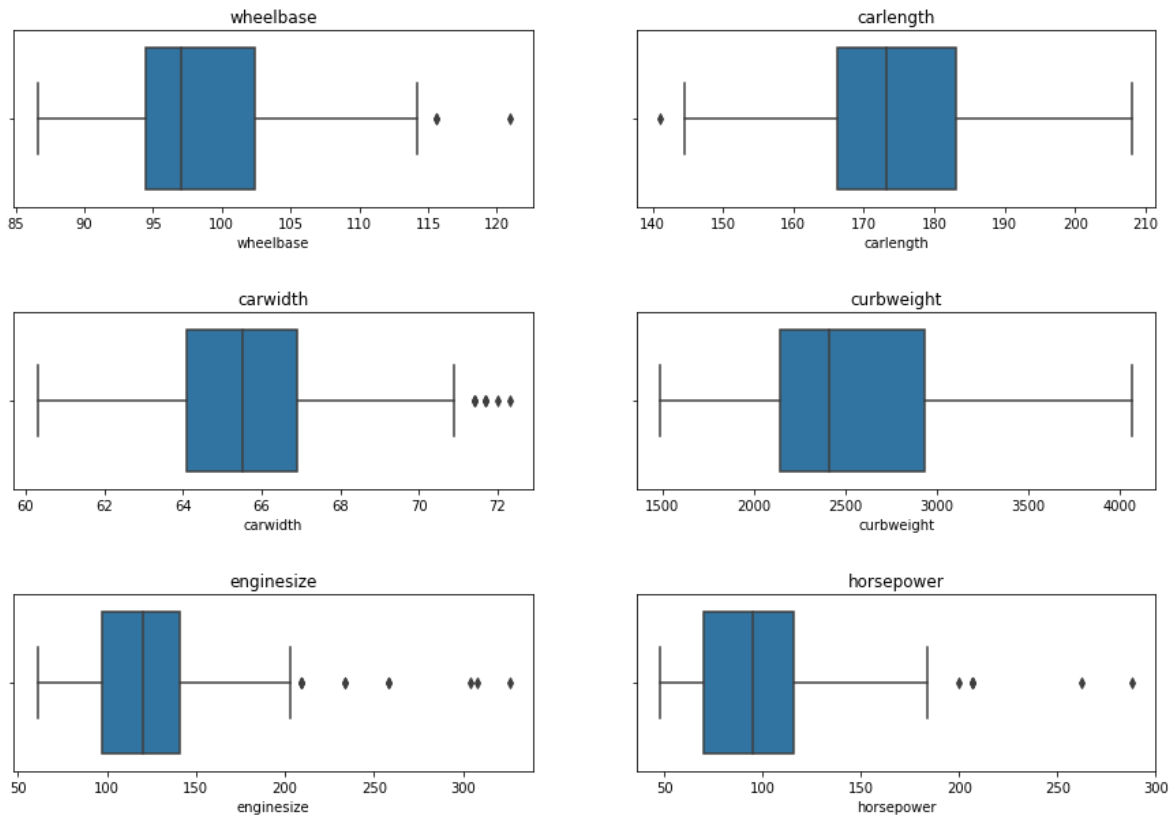 wheelbase
85 90 95 100 105 110 115 120
wheelbase
carlength
140 150 160 170 180 190 200 210
carlength
carwidth
60 62 64 66 68 70 72
carwidth
curbweight
1500 2000 2500 3000 3500 4000
curbweight
enginesize
50 100 150 200 250 300
enginesize
horsepower
50 100 150 200 250 300
horsepower